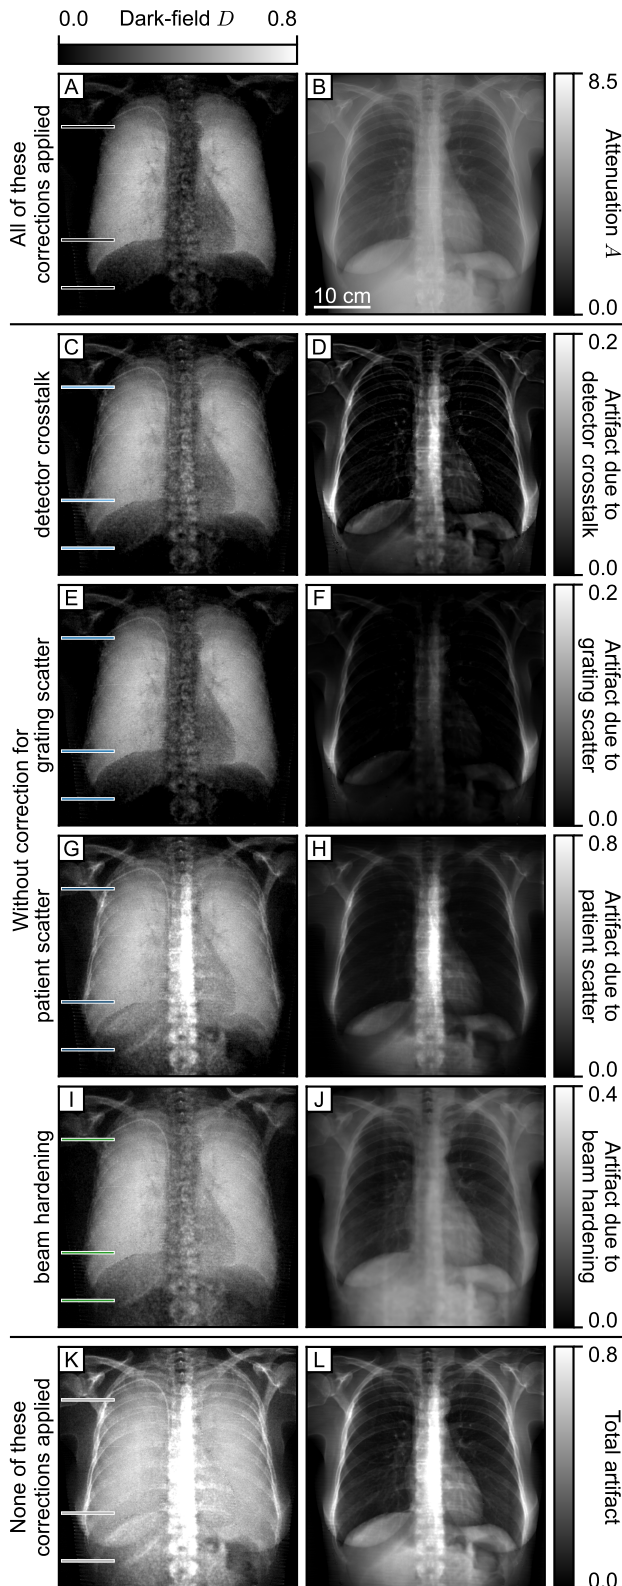 0.0 Dark-field D 0.8
A
B
All of these
corrections applied
8.5
Attenuation A
0.0
10 cm
Without correction for
C
D
detector crosstalk
0.2
Artifact due to
detector crosstalk
0.0
E
F
grating scatter
0.2
Artifact due to
grating scatter
0.0
G
H
patient scatter
0.8
Artifact due to
patient scatter
0.0
I
J
beam hardening
0.4
Artifact due to
beam hardening
0.0
K
L
None of these
corrections applied
0.8
Total artifact
0.0